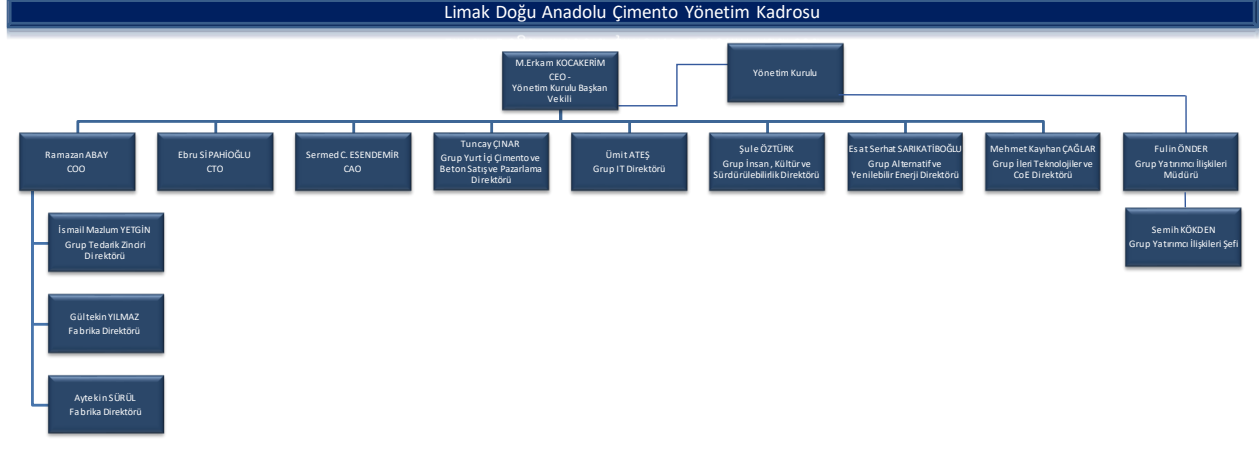 Limak Doğu Anadolu Çimento Yönetim Kadrosu
M.Erkam KOCAKERİM
CEO -
Yönetim Kurulu Başkan
Vekili
Yönetim Kurulu
Ramazan ABAY
COO
Ebru SİPAHİOĞLU
CTO
Sermed C. ESENDEMİR
CAO
Tuncay ÇINAR
Grup Yurt İçi Çimento ve
Beton Satış ve Pazarlama
Direktörü
Ümit ATEŞ
Grup IT Direktörü
Şule ÖZTÜRK
Grup İnsan, Kültür ve
Sürdürülebilirlik Direktörü
Esat Serhat SARIKATİBOĞLU
Grup Alternatif ve
Yenilebilir Enerji Direktörü
Mehmet Kayıhan ÇAĞLAR
Grup İleri Teknolojiler ve
CoE Direktörü
Fulin ÖNDER
Grup Yatırımcı İlişkileri
Müdürü
İsmail Mazlum YETGİN
Grup Tedarik Zinciri
Direktörü
Semih KÖKDEN
Grup Yatırımcı İlişkileri Şefi
Gültekin YILMAZ
Fabrika Direktörü
Aytekin SÜRÜL
Fabrika Direktörü